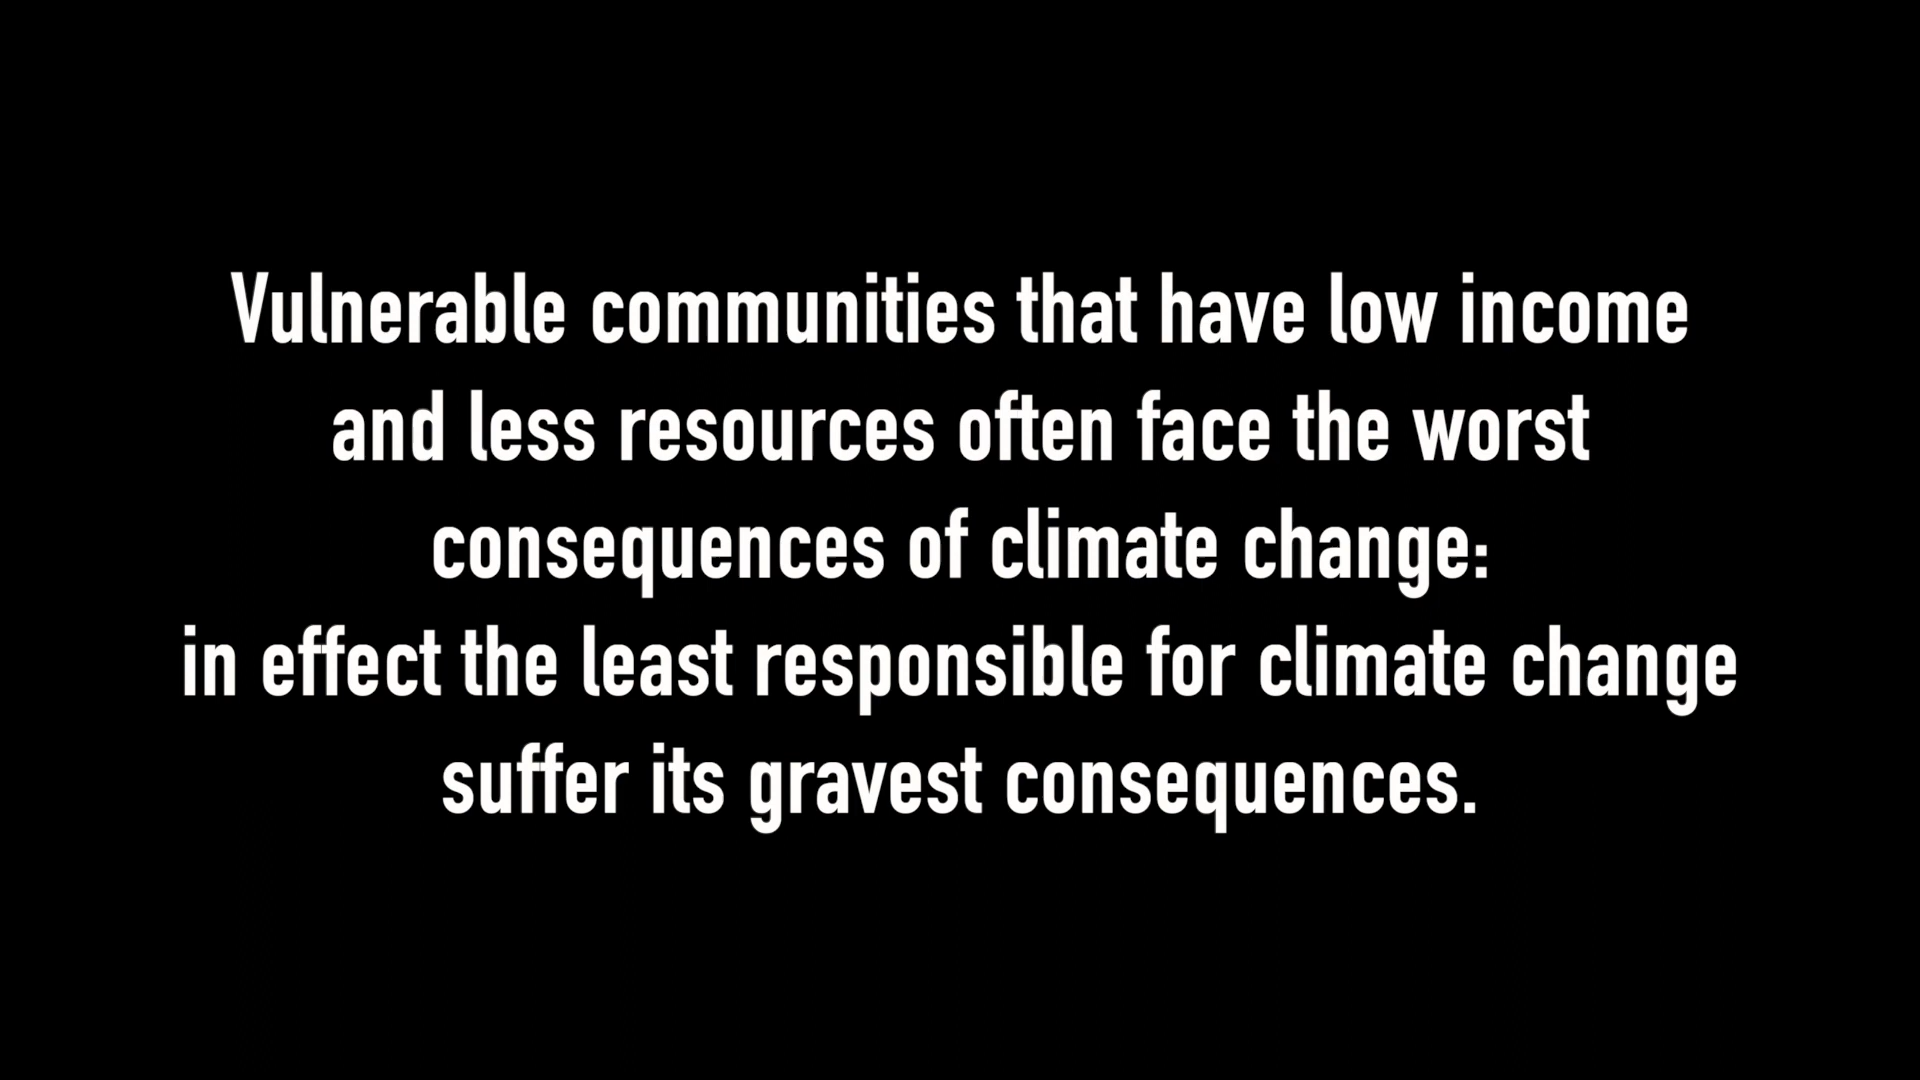 Vulnerable communities that have low income
and less resources often face the worst
consequences of climate change:
in effect the least responsible for climate change
suffer its gravest consequences.